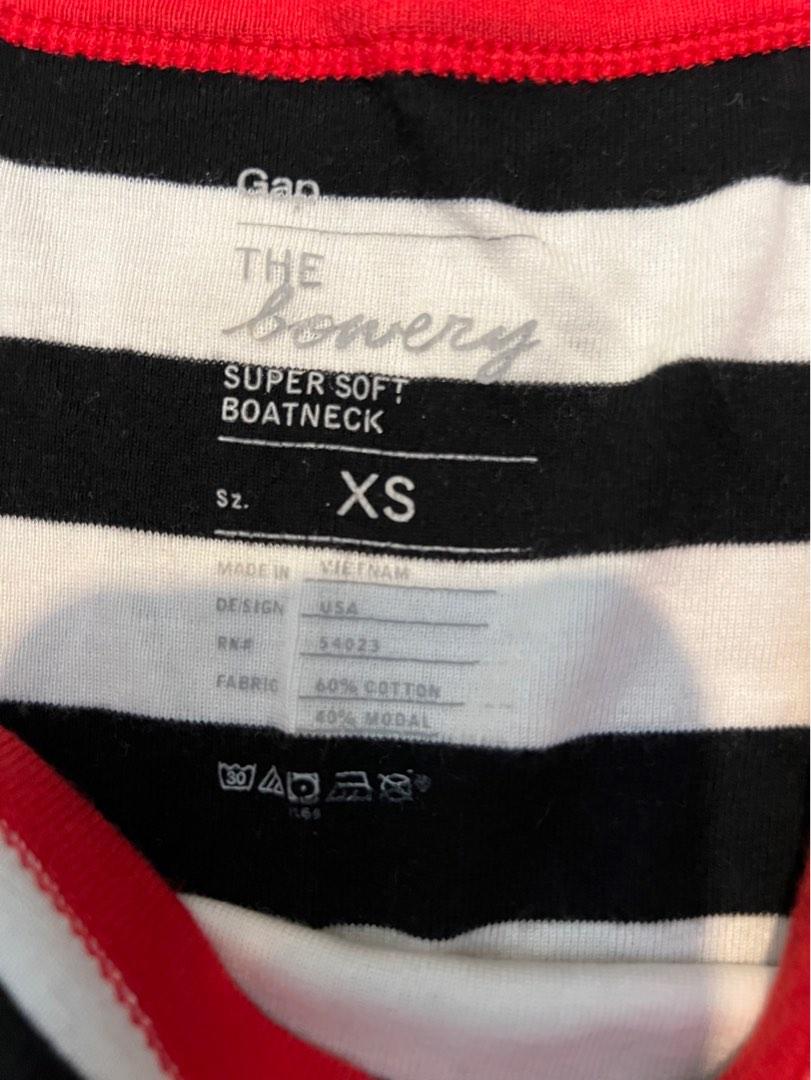 Gap
THE
bowery
SUPER SOFT
BOATNECK
Sz. XS
MADE IN VIETNAM
DESIGN USA
RN# 54023
FABRIC 60% COTTON
40% MODAL
30